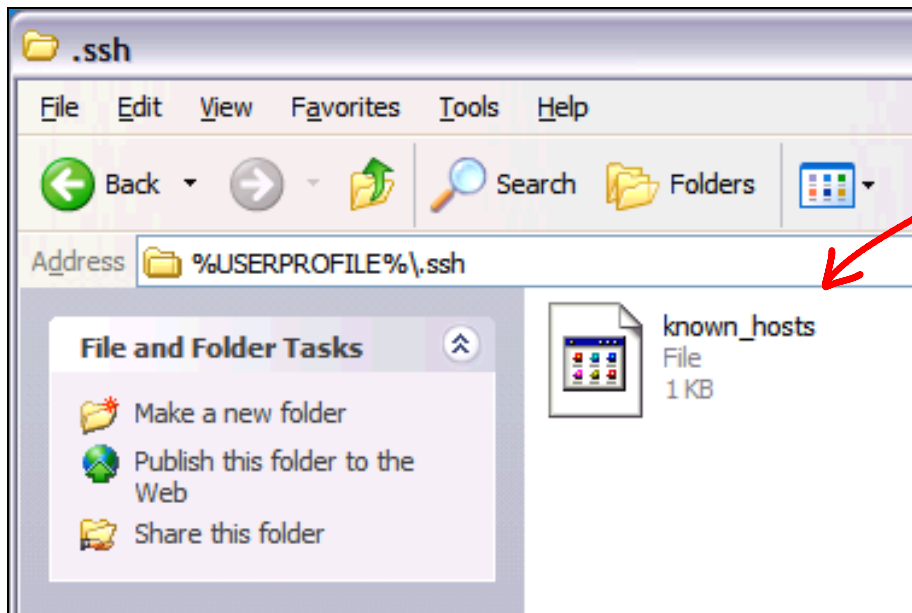 .ssh
File Edit View Favorites Tools Help
Back Search Folders
Address %USERPROFILE%\.ssh
File and Folder Tasks
Make a new folder
Publish this folder to the
Web
Share this folder
known_hosts
File
1 KB